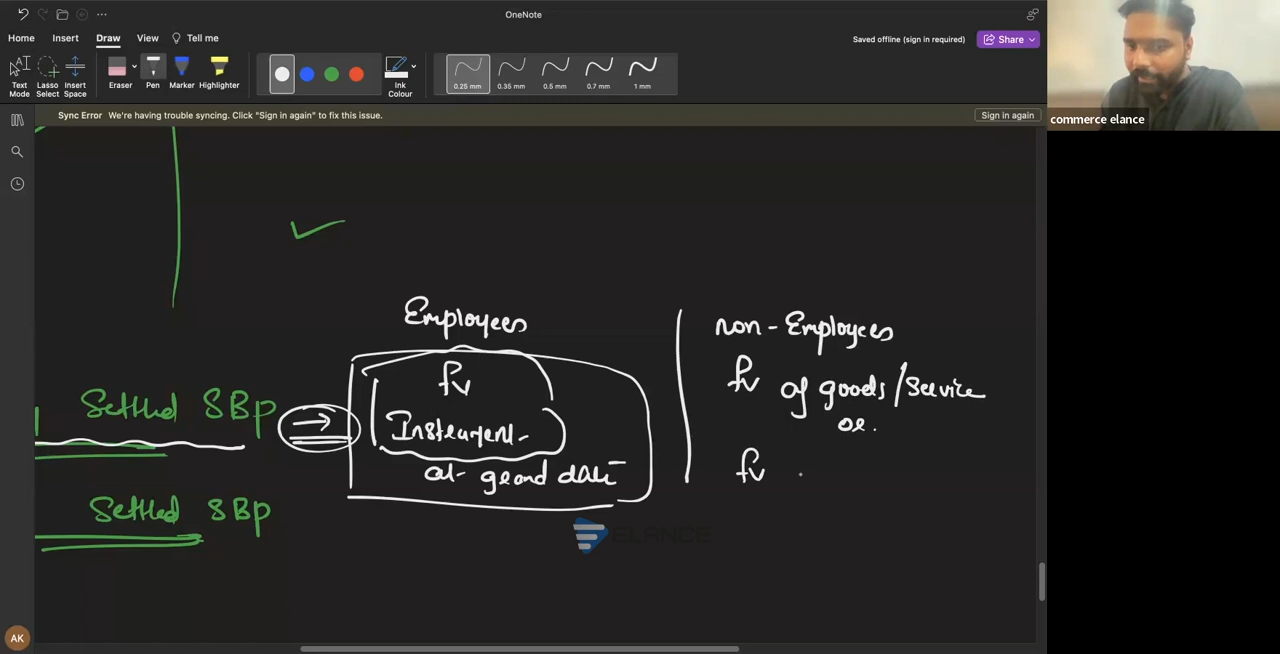 OneNote
Home Insert Draw View Tell me
Saved offline (sign in required)
Share
Text Mode
Lasso Select
Insert Space
Eraser
Pen
Marker
Highlighter
Ink Colour
0.25 mm
0.35 mm
0.5 mm
0.7 mm
1 mm
Sync Error We're having trouble syncing. Click "Sign in again" to fix this issue.
Sign in again
commerce elance
Employees
fv
Instrument
at grand date
non-Employees
fv of goods/service
or.
fv
Settled SBp
Settled SBp
ELANCE
AK